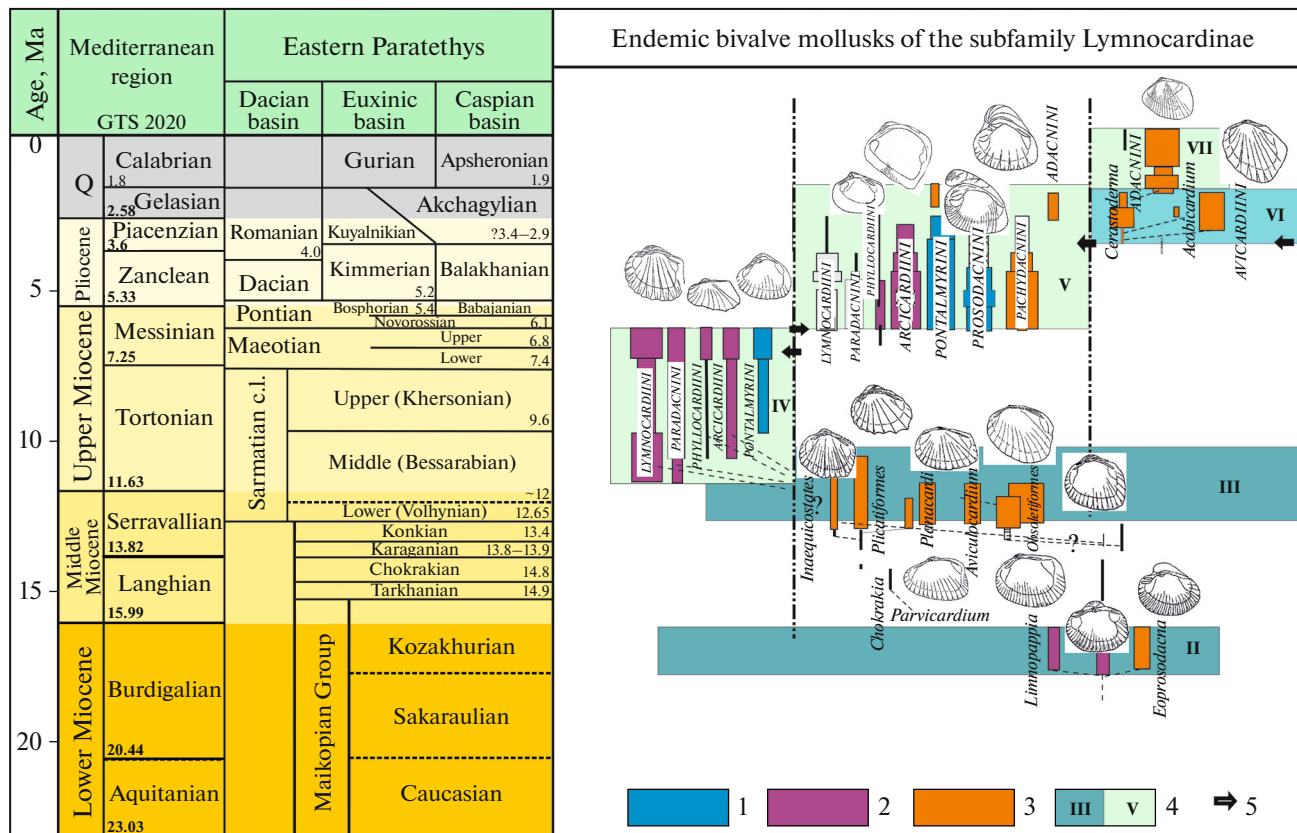 Age, Ma
Mediterranean
region
GTS 2020
Eastern Paratethys
Dacian
basin
Euxinic
basin
Caspian
basin
Endemic bivalve mollusks of the subfamily Lymnocardinae
0
5
10
15
20
Q
Pliocene
Upper Miocene
Middle
Miocene
Lower Miocene
Calabrian
1.8
Gelasian
2.58
Piacenzian
3.6
Zanclean
5.33
Messinian
7.25
Tortonian
11.63
Serravallian
13.82
Langhian
15.99
Burdigalian
20.44
Aquitanian
23.03
Gurian
Apsheronian
1.9
Akchagylian
Romanian
4.0
Kuyalnikian
?3.4–2.9
Dacian
Kimmerian
5.2
Balakhanian
Pontian
Bosphorian 5.4
Babajanian
Novorossian
6.1
Maeotian
Upper
6.8
Lower
7.4
Sarmatian c.l.
Upper (Khersonian)
9.6
Middle (Bessarabian)
~12
Lower (Volhynian)
12.65
Konkian
13.4
Karaganian
13.8–13.9
Chokrakian
14.8
Tarkhanian
14.9
Maikopian Group
Kozakhurian
Sakaraulian
Caucasian
Cerastoderma
ADACNINI
Acobicardium
AVICARDIINI
VII
VI
LYMNOCARDIINI
PARADACNINI
PHYLLOCARDIINI
ARCICARDIINI
PONTALMYRINI
PROSODACNINI
PACHYDACNINI
ADACNINI
V
LYMNOCARDIINI
PARADACNINI
PHYLLOCARDIINI
ARCICARDIINI
PONTALMYRINI
IV
Inaequicostates
?
Plicatiformes
Planacardi
Aviculocardium
Obsoletiformes
?
III
Chokrakia
Parvicardium
Limnopappia
Eoprosodacna
II
1
2
3
III
V
4
5